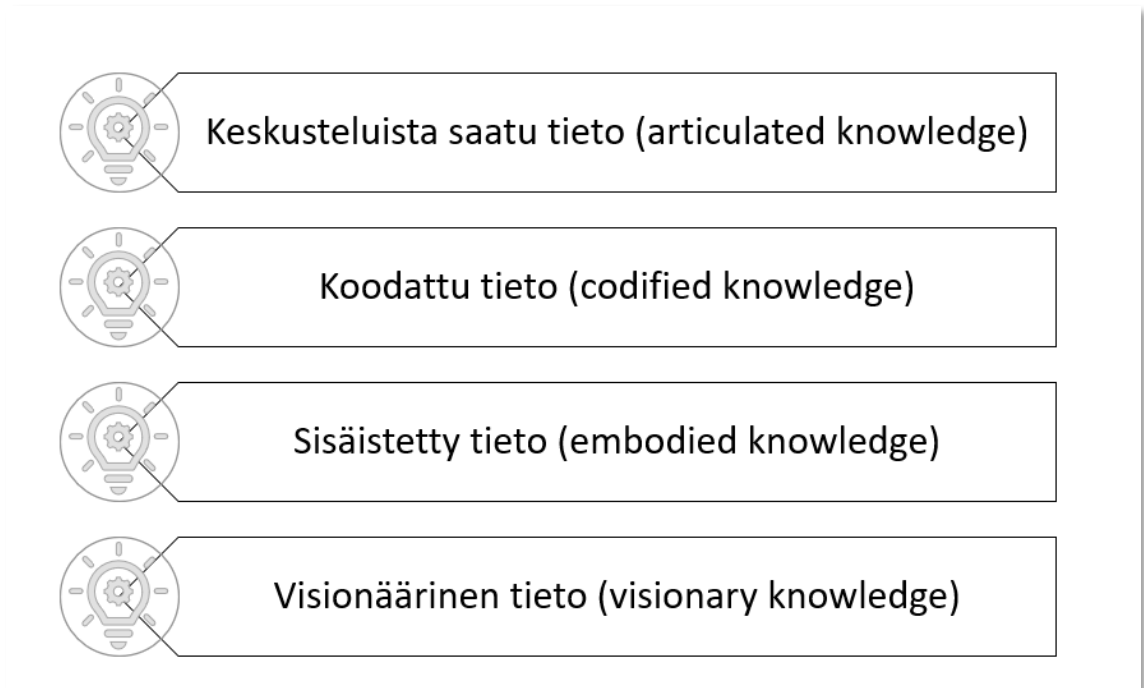 Keskusteluista saatu tieto (articulated knowledge)
Koodattu tieto (codified knowledge)
Sisäistetty tieto (embodied knowledge)
Visionäärinen tieto (visionary knowledge)